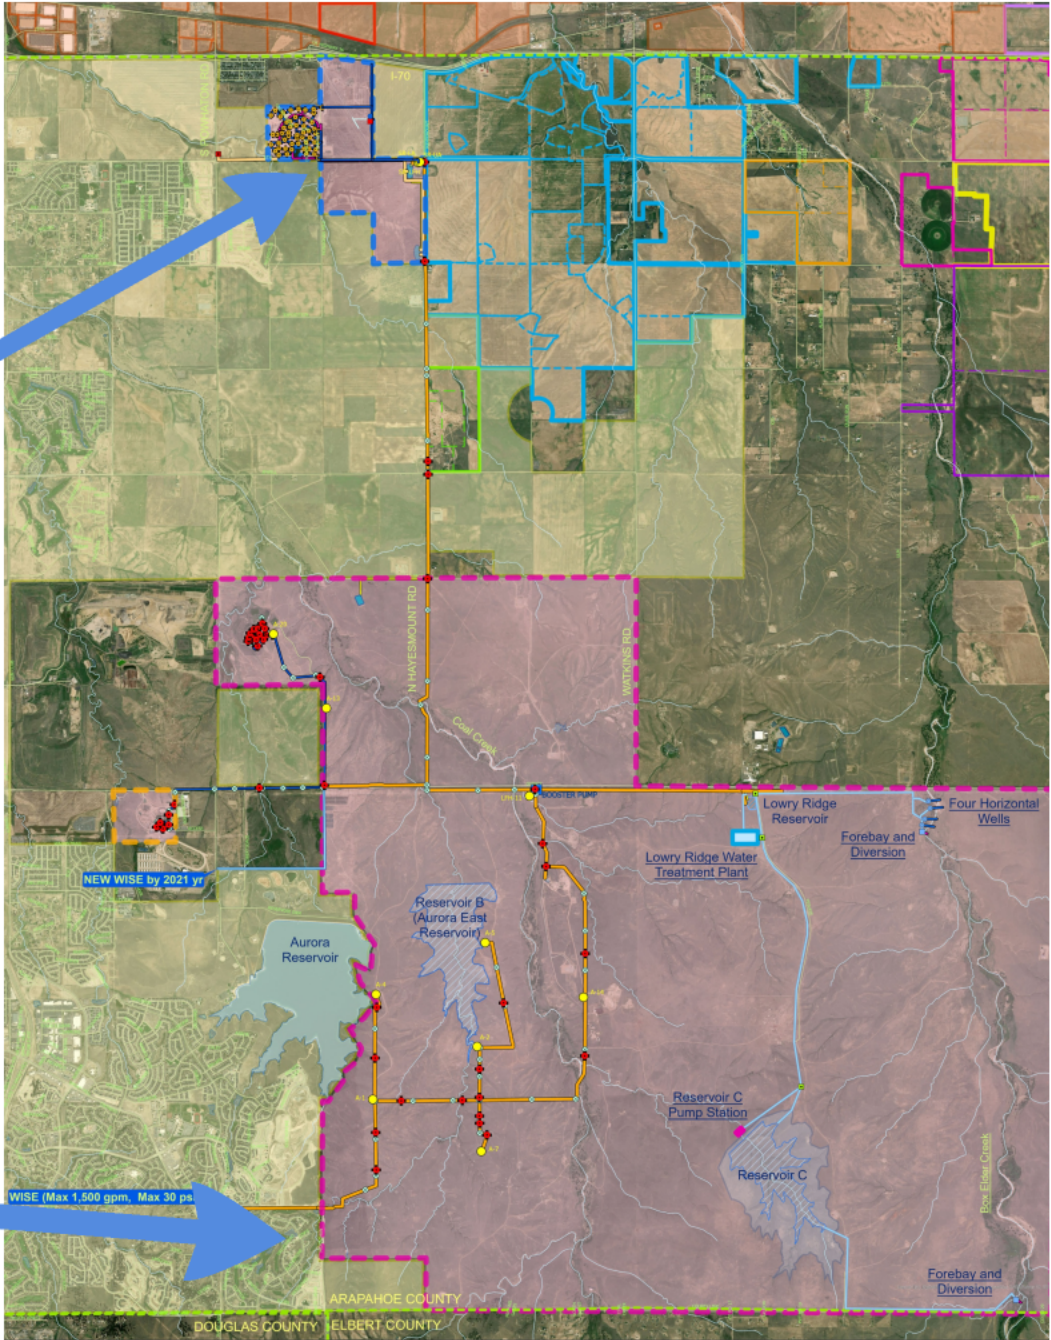 I-70
N HAYESMOUNT RD
WATKINS RD
Coal Creek
BOOSTER PUMP
Lowry Ridge
Reservoir
Four Horizontal
Wells
Forebay and
Diversion
Lowry Ridge Water
Treatment Plant
NEW WISE by 2021 yr
Reservoir B
(Aurora East
Reservoir)
Aurora
Reservoir
A-4
A-1
A-7
Reservoir C
Pump Station
Reservoir C
Box Elder Creek
WISE (Max 1,500 gpm, Max 30 ps
Forebay and
Diversion
ARAPAHOE COUNTY
DOUGLAS COUNTY
ELBERT COUNTY